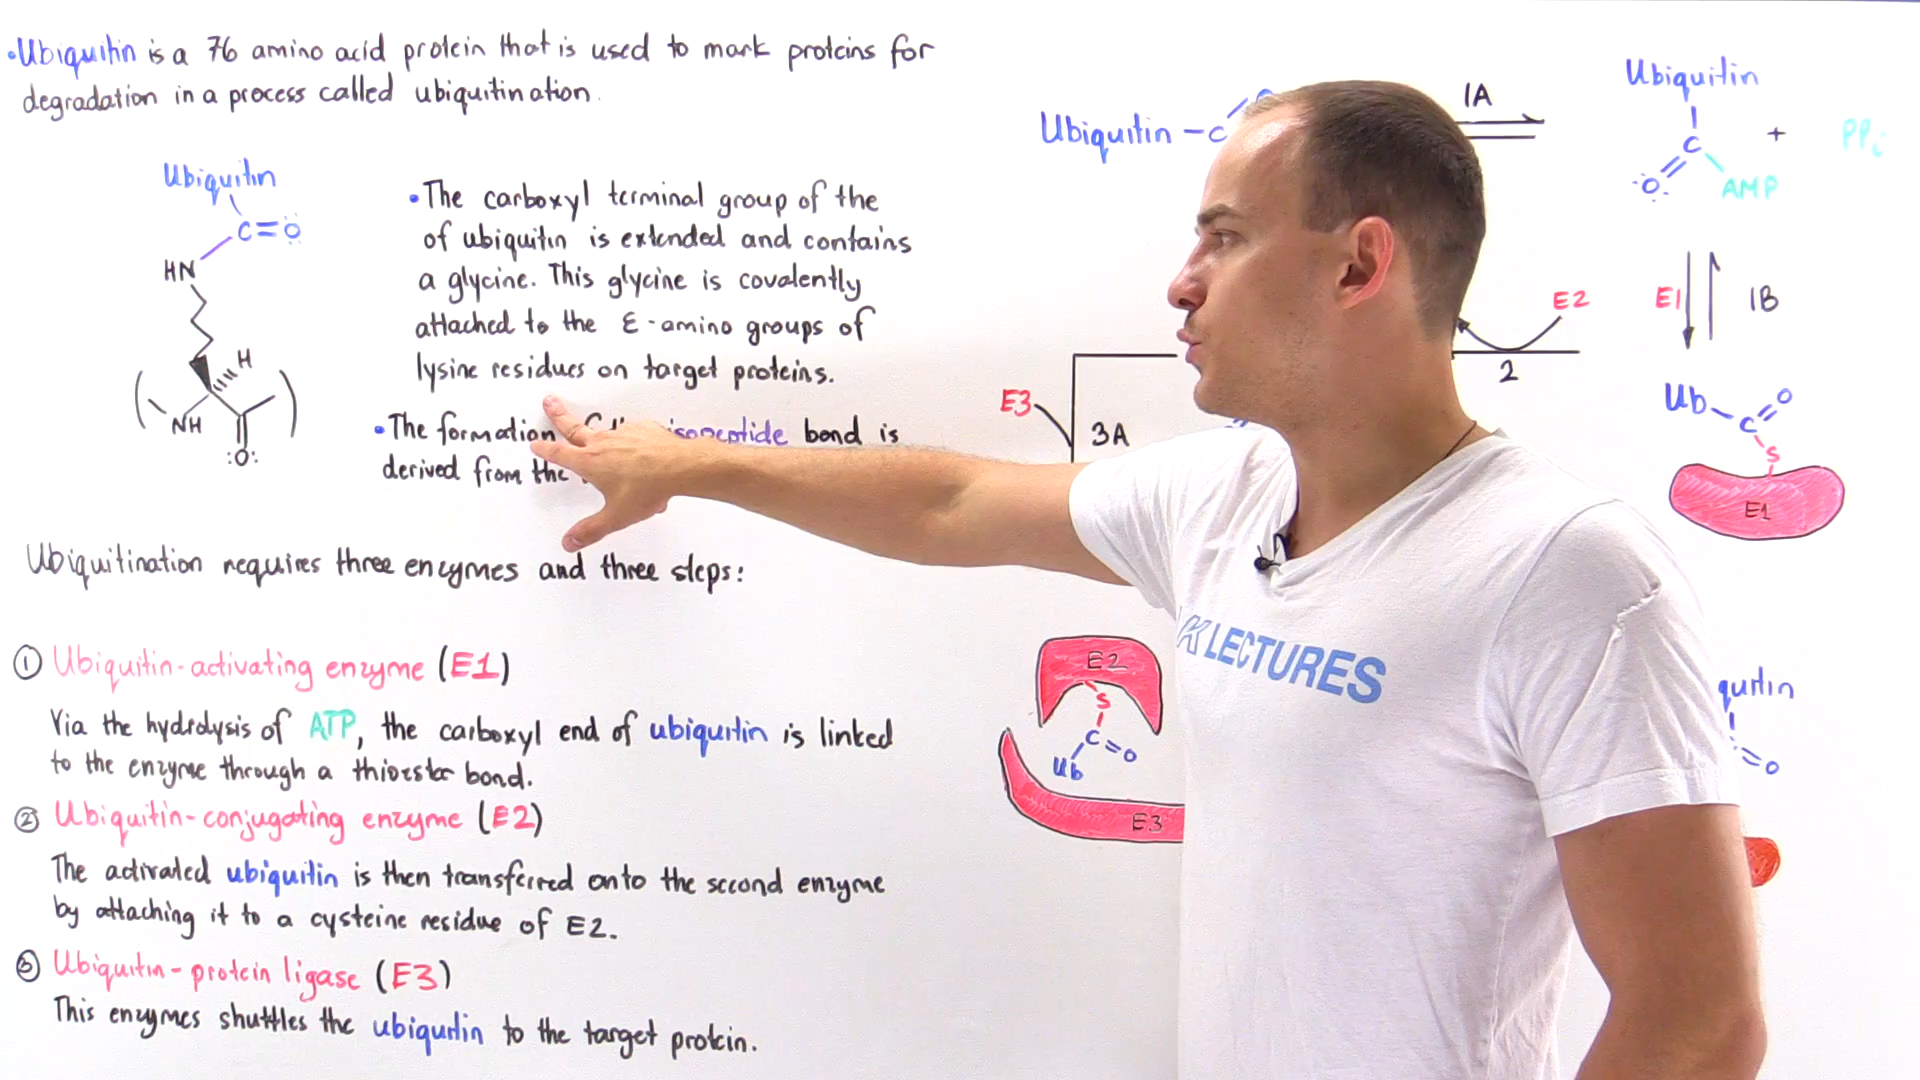 •Ubiquitin is a 76 amino acid protein that is used to mark proteins for
degradation in a process called ubiquitination.
Ubiquitin
C=O
HN
H
NH
:O:
•The carboxyl terminal group of the
of ubiquitin is extended and contains
a glycine. This glycine is covalently
attached to the ε-amino groups of
lysine residues on target proteins.
•The formation isopeptide bond is
derived from the
Ubiquitination requires three enzymes and three steps:
① Ubiquitin-activating enzyme (E1)
Via the hydrolysis of ATP, the carboxyl end of ubiquitin is linked
to the enzyme through a thioester bond.
② Ubiquitin-conjugating enzyme (E2)
The activated ubiquitin is then transferred onto the second enzyme
by attaching it to a cysteine residue of E2.
③ Ubiquitin-protein ligase (E3)
This enzymes shuttles the ubiquitin to the target protein.
Ubiquitin-C
1A
Ubiquitin
C
O
AMP
+ PPi
E1 1B
E2
2
E3
3A
Ub
C
O
S
E1
E2
S
C
O
Ub
E3
quitin
O
LECTURES